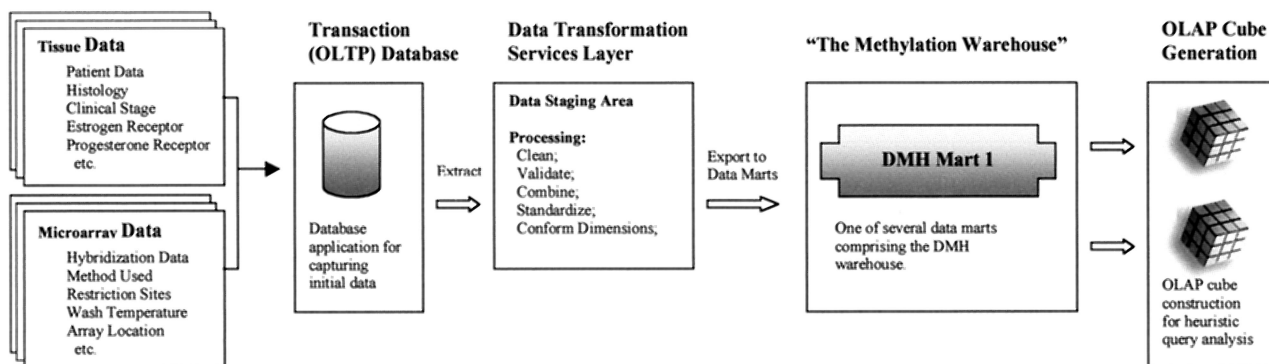 Tissue Data
Patient Data
Histology
Clinical Stage
Estrogen Receptor
Progesterone Receptor
etc.
Microarray Data
Hybridization Data
Method Used
Restriction Sites
Wash Temperature
Array Location
etc.
Transaction
(OLTP) Database
Database
application for
capturing
initial data
Extract
Data Transformation
Services Layer
Data Staging Area
Processing:
Clean;
Validate;
Combine;
Standardize;
Conform Dimensions;
Export to
Data Marts
“The Methylation Warehouse”
DMH Mart 1
One of several data marts
comprising the DMH
warehouse.
OLAP Cube
Generation
OLAP cube
construction
for heuristic
query analysis